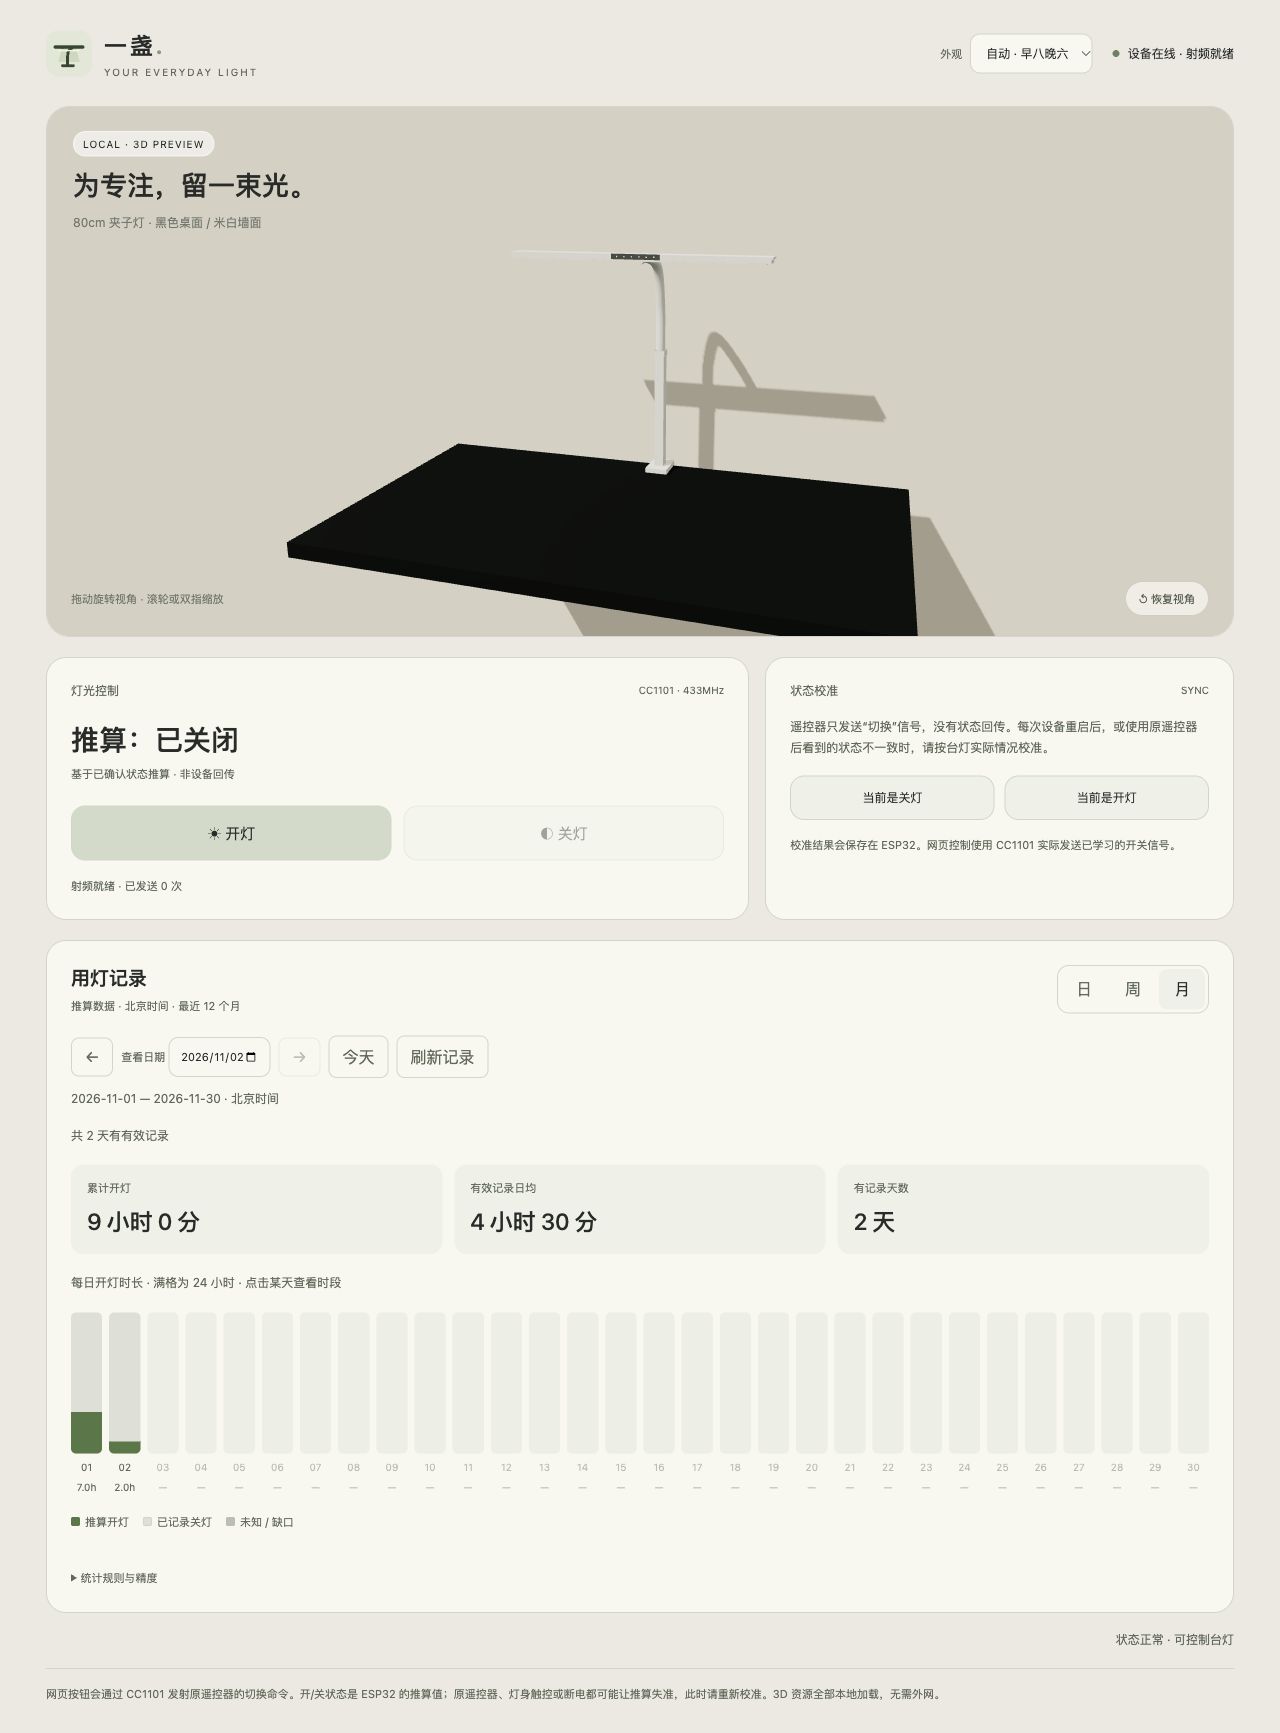 一盏.
YOUR EVERYDAY LIGHT
外观
自动 · 早八晚六
设备在线 · 射频就绪
LOCAL · 3D PREVIEW
为专注，留一束光。
80cm 夹子灯 · 黑色桌面 / 米白墙面
拖动旋转视角 · 滚轮或双指缩放
恢复视角
灯光控制
CC1101 · 433MHz
推算：已关闭
基于已确认状态推算 · 非设备回传
☀ 开灯
◐ 关灯
射频就绪 · 已发送 0 次
状态校准
SYNC
遥控器只发送“切换”信号，没有状态回传。每次设备重启后，或使用原遥控器
后看到的状态不一致时，请按台灯实际情况校准。
当前是关灯
当前是开灯
校准结果会保存在 ESP32。网页控制使用 CC1101 实际发送已学习的开关信号。
用灯记录
推算数据 · 北京时间 · 最近 12 个月
日 周 月
← 查看日期 2026/11/02 → 今天 刷新记录
2026-11-01 — 2026-11-30 · 北京时间
共 2 天有有效记录
累计开灯
9 小时 0 分
有效记录日均
4 小时 30 分
有记录天数
2 天
每日开灯时长 · 满格为 24 小时 · 点击某天查看时段
01 02 03 04 05 06 07 08 09 10 11 12 13 14 15 16 17 18 19 20 21 22 23 24 25 26 27 28 29 30
7.0h 2.0h — — — — — — — — — — — — — — — — — — — — — — — — — — — —
推算开灯 已记录关灯 未知 / 缺口
▶ 统计规则与精度
状态正常 · 可控制台灯
网页按钮会通过 CC1101 发射原遥控器的切换命令。开/关状态是 ESP32 的推算值；原遥控器、灯身触控或断电都可能让推算失准，此时请重新校准。3D 资源全部本地加载，无需外网。